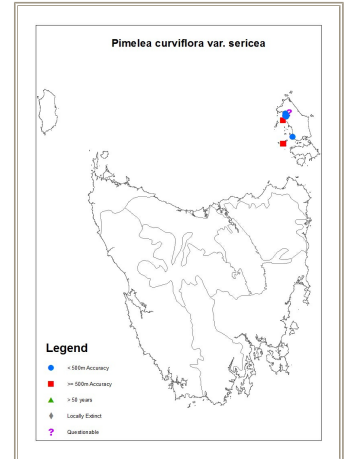 Pimelea curviflora var. sericea
Legend
< 500m Accuracy
>= 500m Accuracy
> 50 years
Locally Extinct
? Questionable